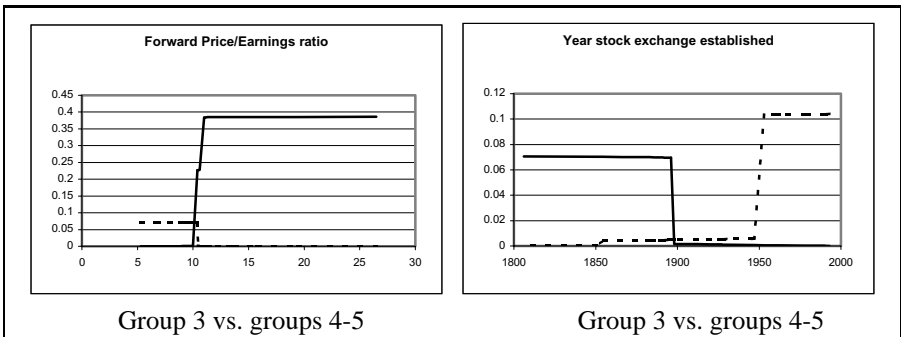 Forward Price/Earnings ratio
0.45
0.4
0.35
0.3
0.25
0.2
0.15
0.1
0.05
0
0 5 10 15 20 25 30
Group 3 vs. groups 4-5
Year stock exchange established
0.12
0.1
0.08
0.06
0.04
0.02
0
1800 1850 1900 1950 2000
Group 3 vs. groups 4-5